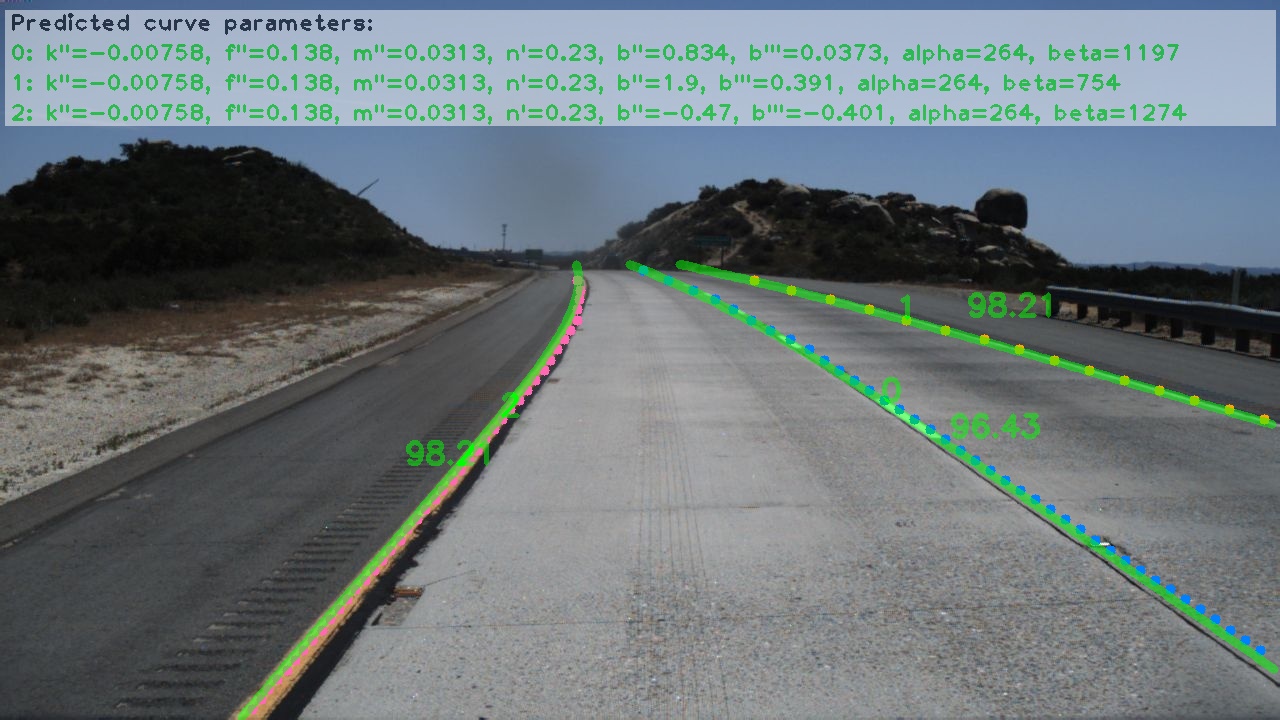 Predicted curve parameters:
0: k"=-0.00758, f"=0.138, m"=0.0313, n'=0.23, b"=0.834, b'''=0.0373, alpha=264, beta=1197
1: k"=-0.00758, f"=0.138, m"=0.0313, n'=0.23, b"=1.9, b'''=0.391, alpha=264, beta=754
2: k"=-0.00758, f"=0.138, m"=0.0313, n'=0.23, b"=-0.47, b'''=-0.401, alpha=264, beta=1274
1 98.21
0
2 96.43
98.21